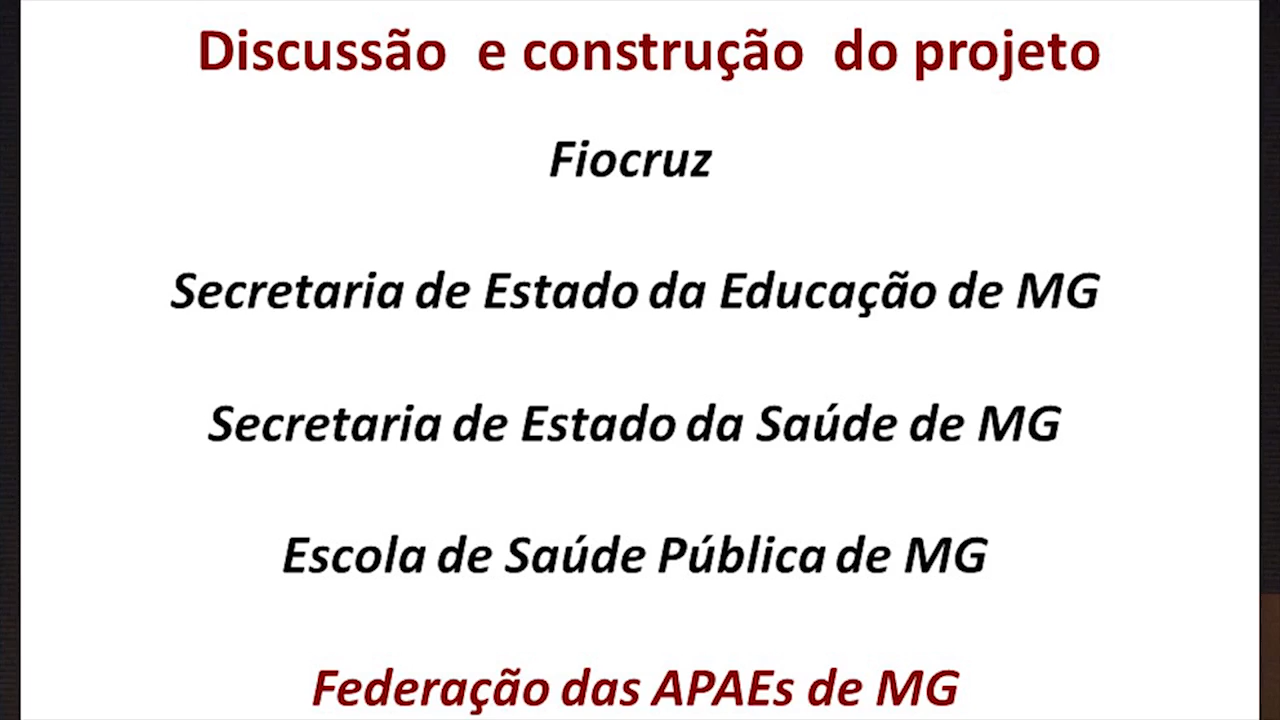 Discussão e construção do projeto
Fiocruz
Secretaria de Estado da Educação de MG
Secretaria de Estado da Saúde de MG
Escola de Saúde Pública de MG
Federação das APAEs de MG